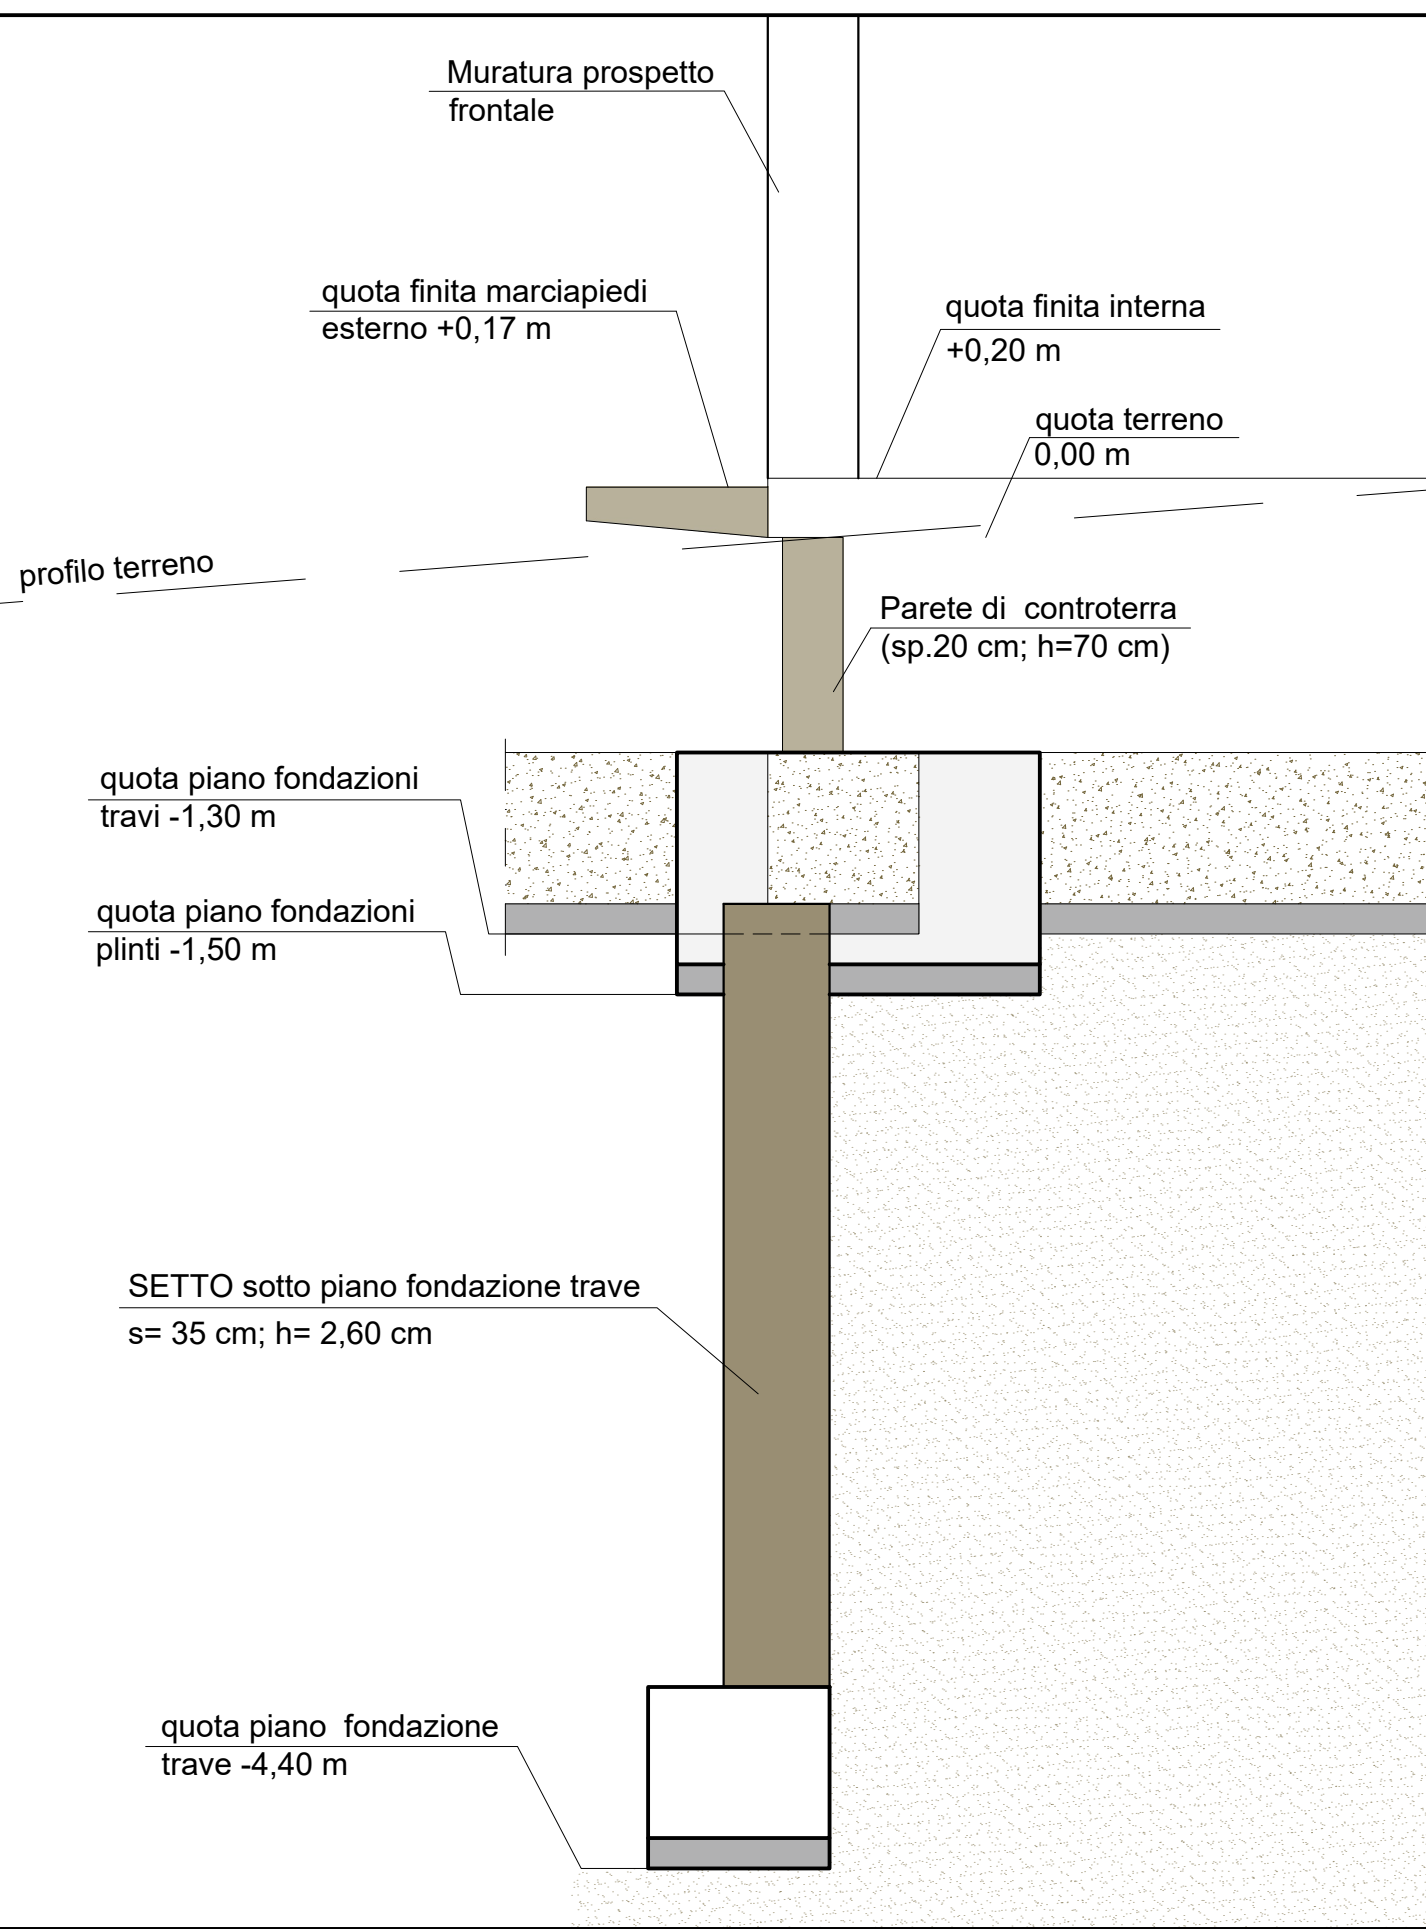 Muratura prospetto
frontale
quota finita marciapiedi
esterno +0,17 m
quota finita interna
+0,20 m
quota terreno
0,00 m
profilo terreno
Parete di controterra
(sp.20 cm; h=70 cm)
quota piano fondazioni
travi -1,30 m
quota piano fondazioni
plinti -1,50 m
SETTO sotto piano fondazione trave
s= 35 cm; h= 2,60 cm
quota piano fondazione
trave -4,40 m